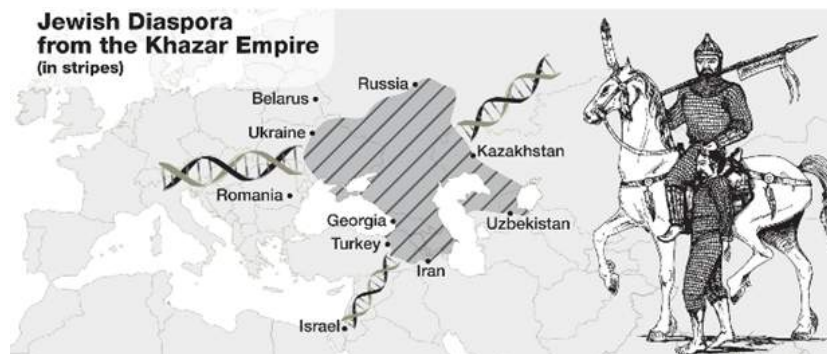 Jewish Diaspora
from the Khazar Empire
(in stripes)
Russia
Belarus
Ukraine
Kazakhstan
Romania
Georgia
Uzbekistan
Turkey
Iran
Israel